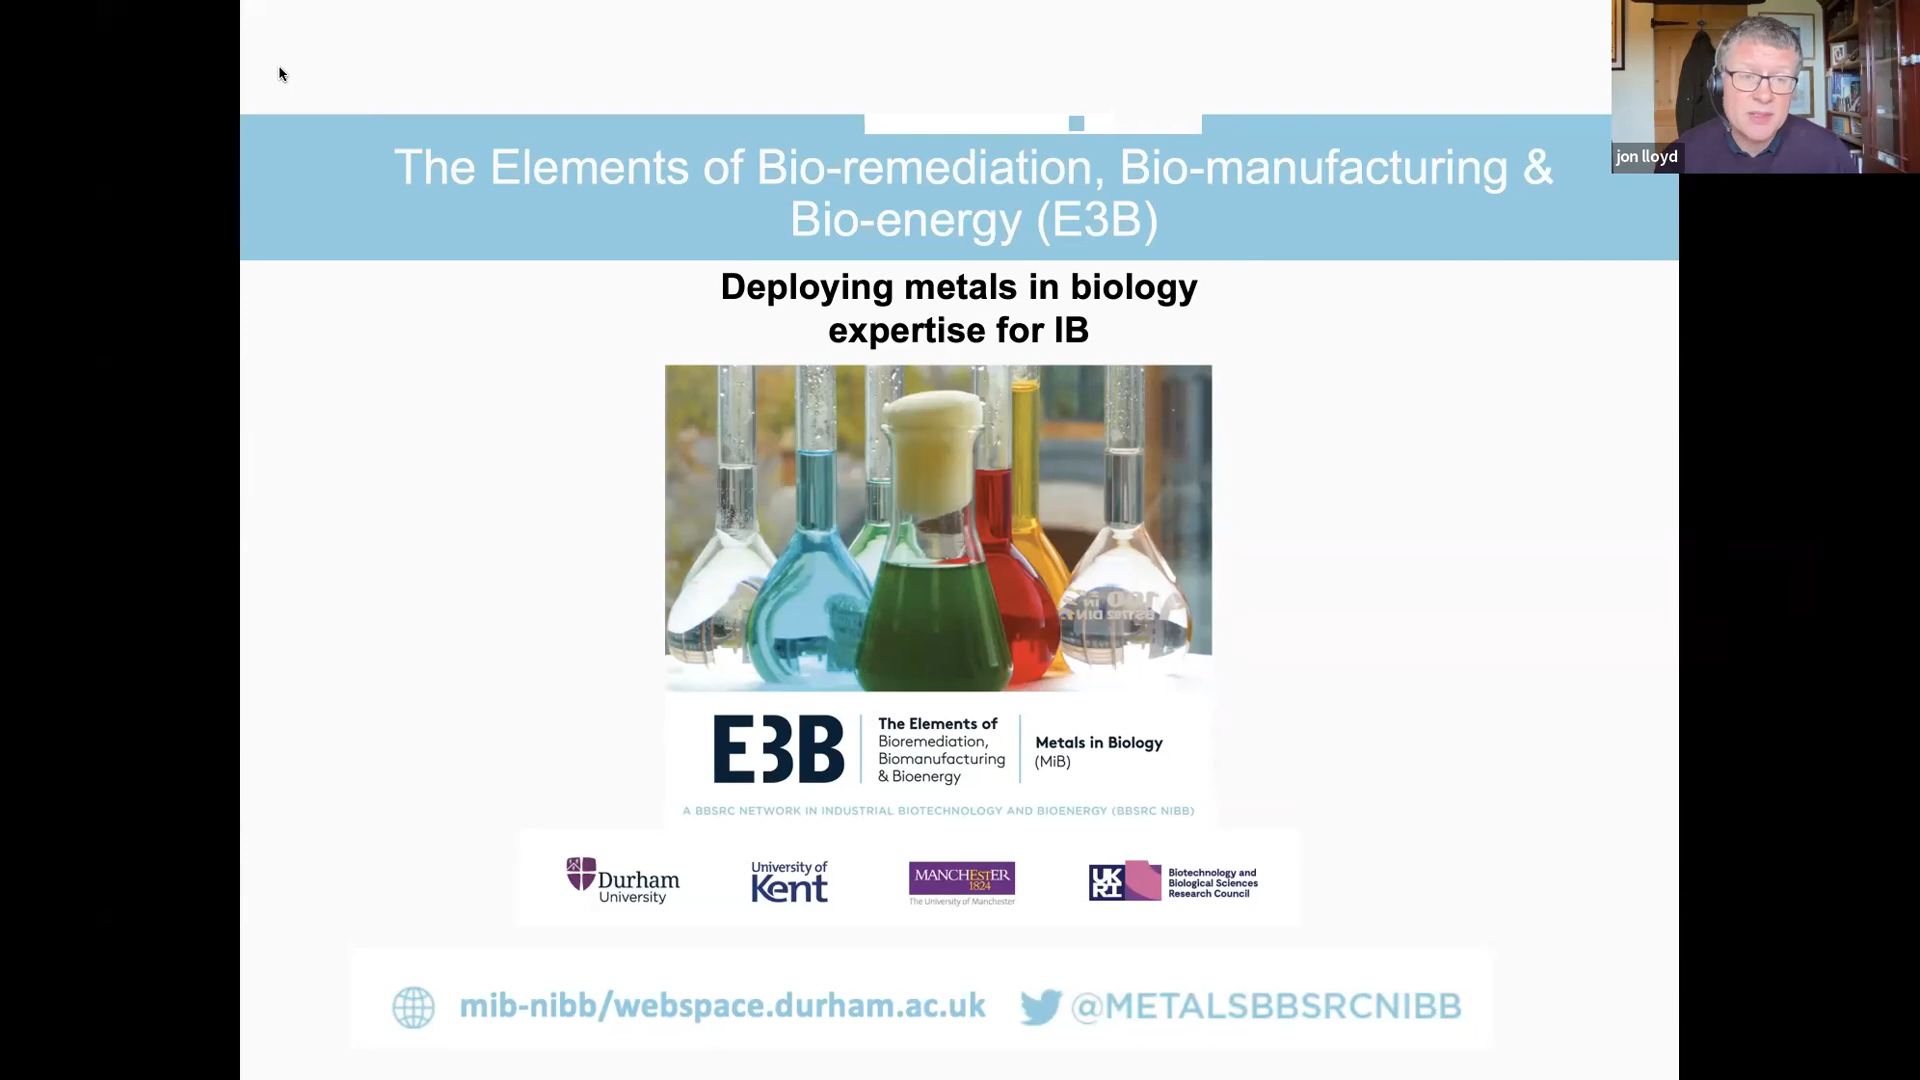 jon lloyd
The Elements of Bio-remediation, Bio-manufacturing &
Bio-energy (E3B)
Deploying metals in biology
expertise for IB
E3B
The Elements of
Bioremediation,
Biomanufacturing
& Bioenergy
Metals in Biology
(MiB)
A BBSRC NETWORK IN INDUSTRIAL BIOTECHNOLOGY AND BIOENERGY (BBSRC NIBB)
Durham
University
University of
Kent
MANCHESTER
1824
The University of Manchester
UK
RI
Biotechnology and
Biological Sciences
Research Council
mib-nibb/webspace.durham.ac.uk
@METALSBBSRCNIBB